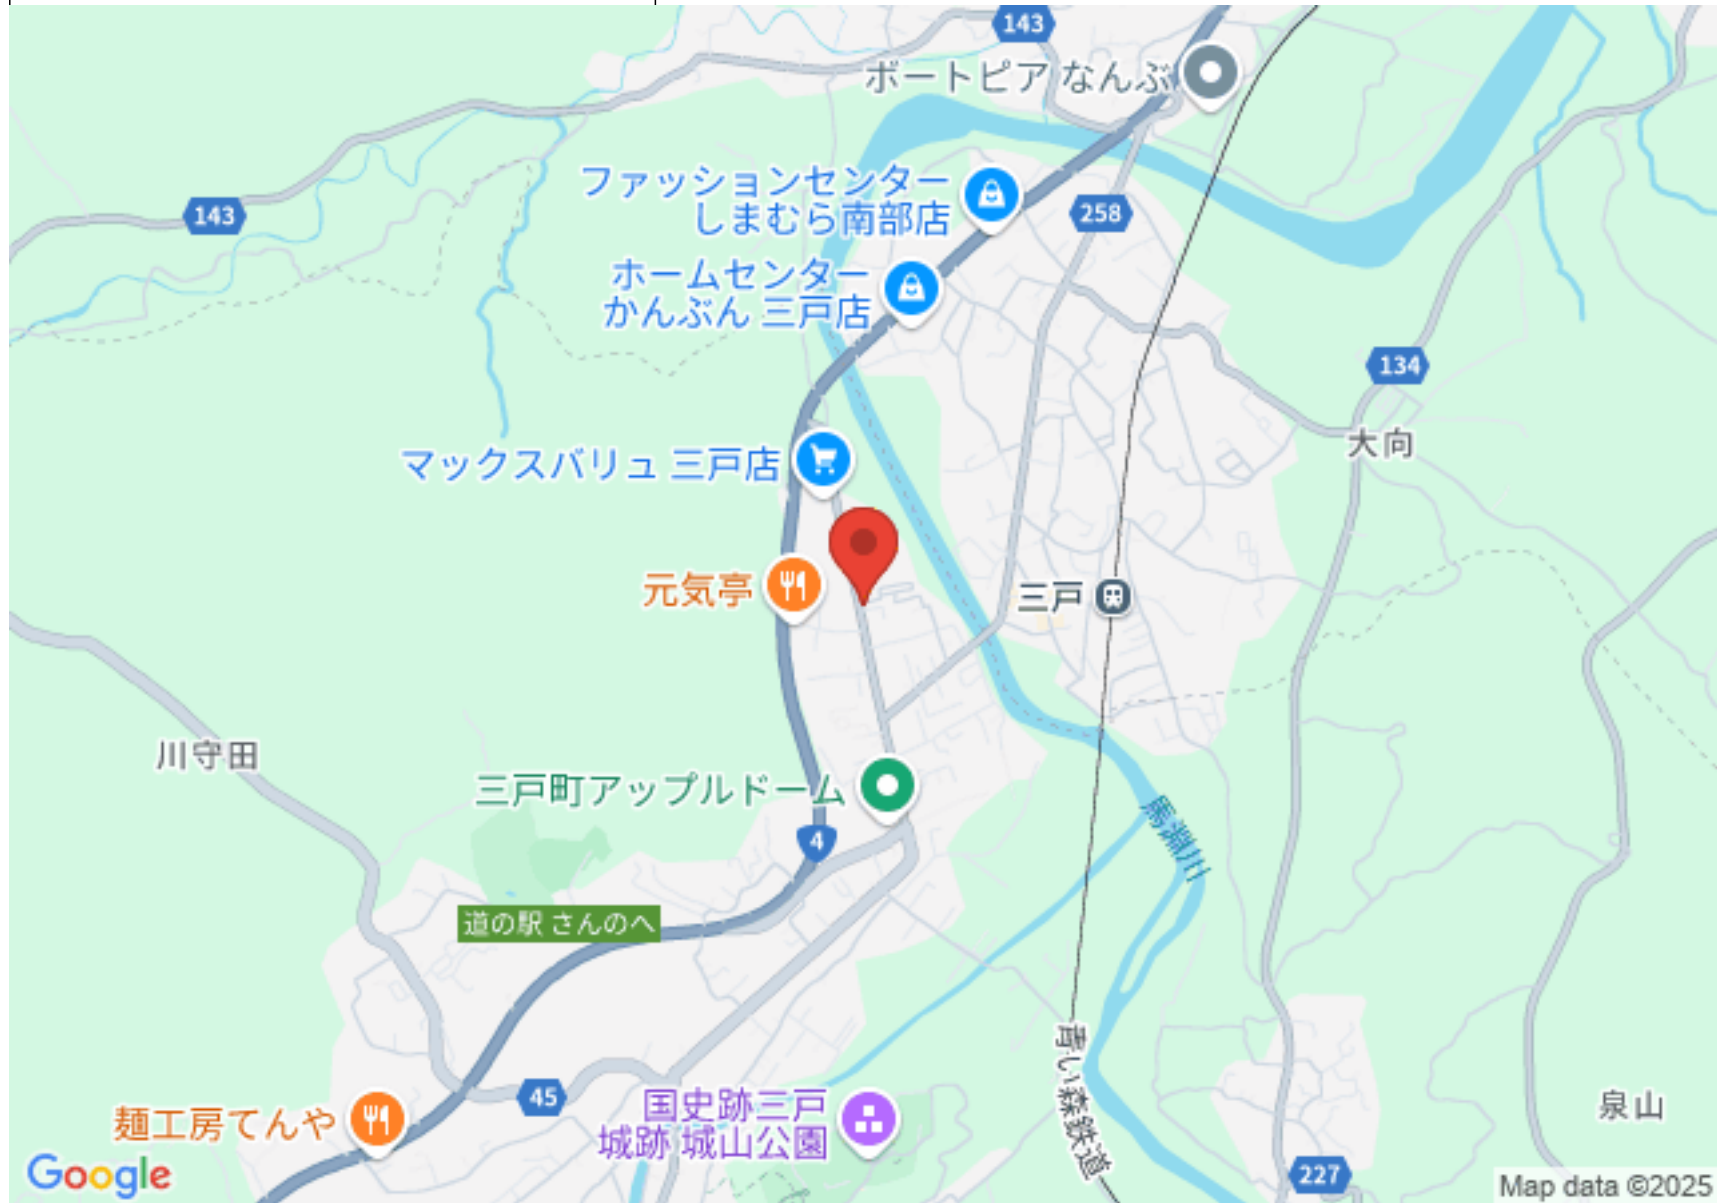 143
ボートピア なんぶ
ファッションセンター
しまむら南部店
143
258
ホームセンター
かんぶん 三戸店
134
大向
マックスバリュ 三戸店
元気亭
三戸
川守田
三戸町アップルドーム
馬淵川
4
道の駅 さんのへ
青い森鉄道
45
国史跡三戸
城跡 城山公園
麺工房てんや
泉山
227
Google
Map data ©2025